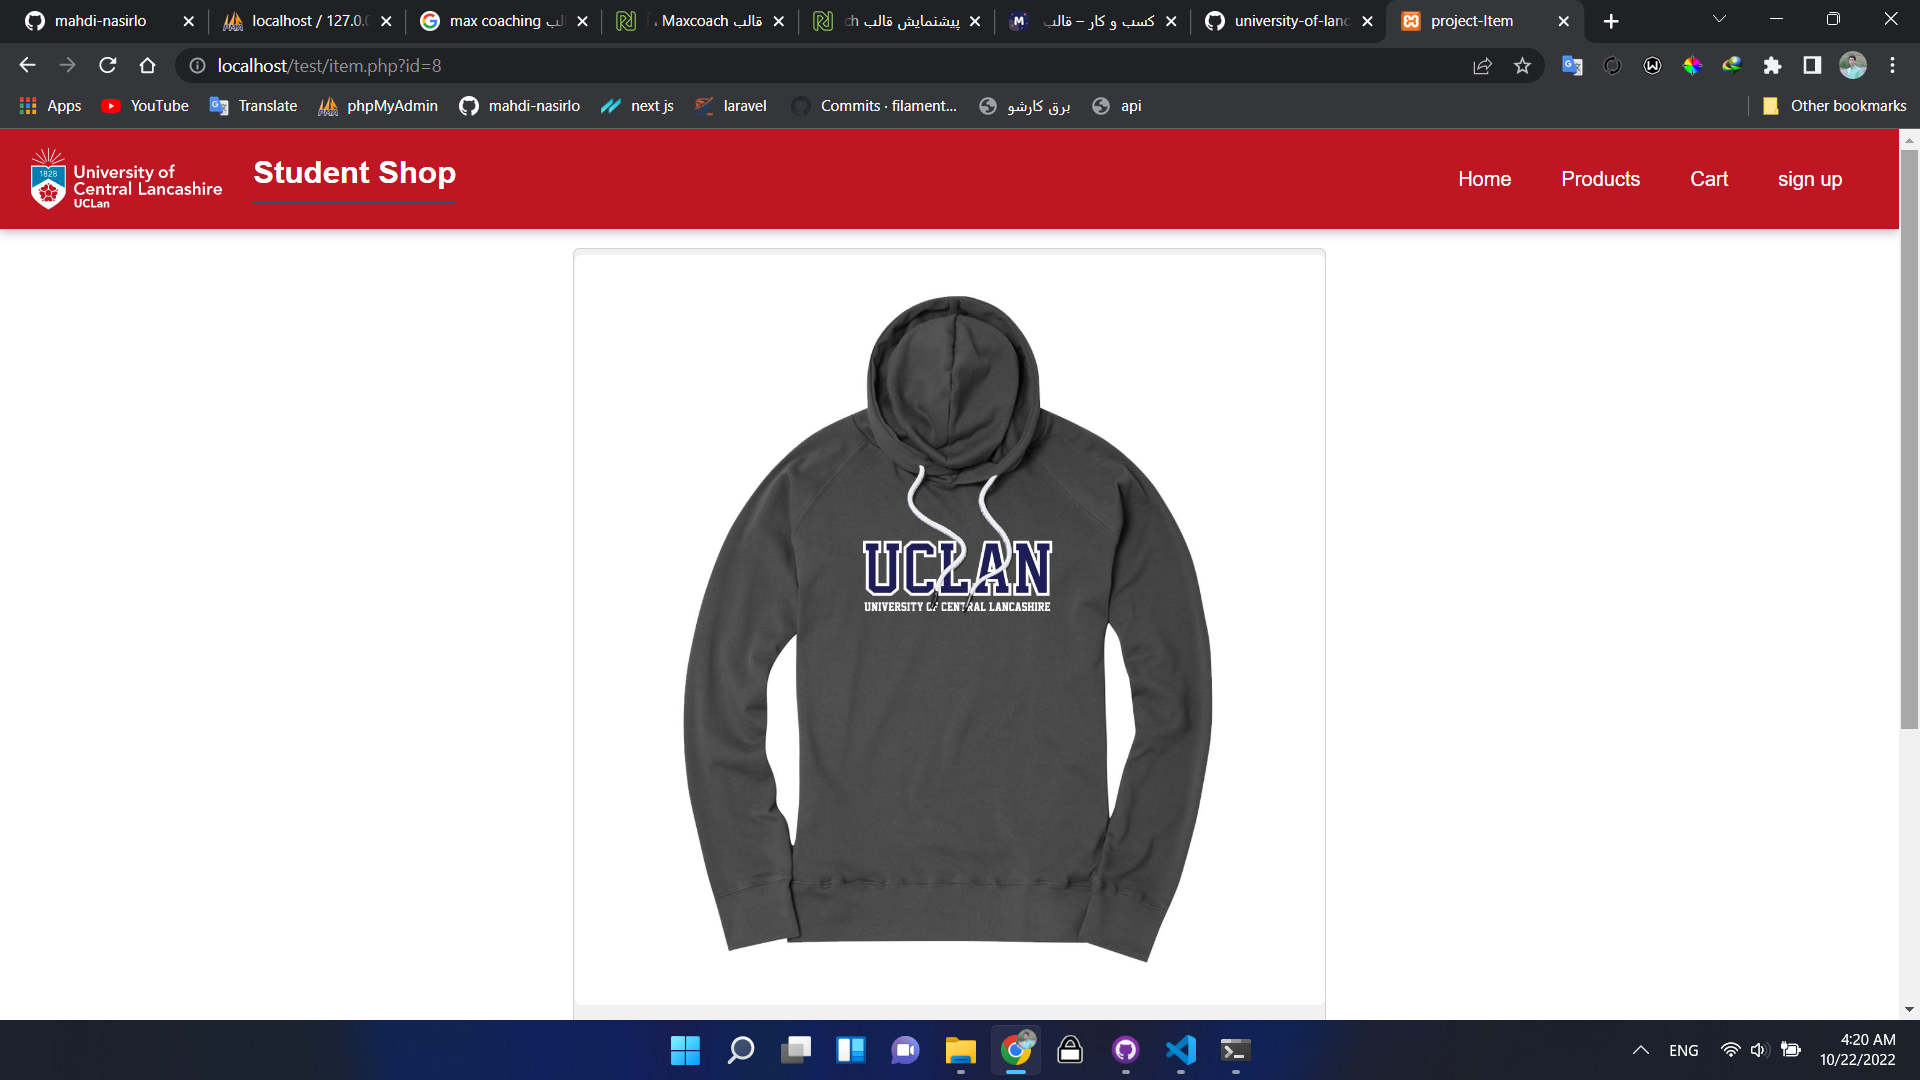 mahdi-nasirlo
localhost / 127.0.0
max coaching
قالب Maxcoach
پیشنمایش قالب
کسب و کار – قالب
university-of-lanc
project-Item
localhost/test/item.php?id=8
Apps
YouTube
Translate
phpMyAdmin
mahdi-nasirlo
next js
laravel
Commits · filament...
برق کارشو
api
Other bookmarks
1828
University of
Central Lancashire
UCLan
Student Shop
Home
Products
Cart
sign up
UCLAN
UNIVERSITY OF CENTRAL LANCASHIRE
ENG
4:20 AM
10/22/2022